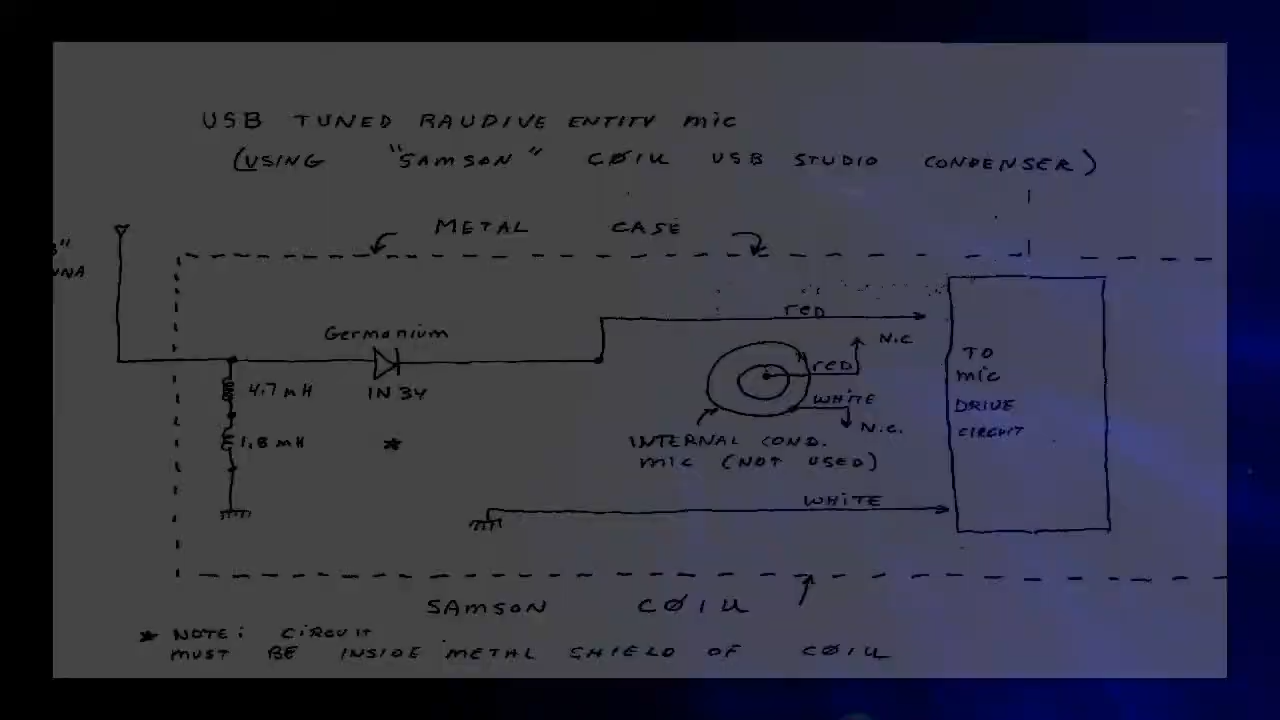 USB TUNED RAUDIVE ENTITY mic
(USING "SAMSON" CØ1U USB STUDIO CONDENSER)
METAL CASE
Germanium
1N34
4.7 mH
1.8 mH
*
red
N.C
red
WHITE
N.C.
INTERNAL COND.
mic (NOT USED)
WHITE
TO
mic
DRIVE
CIRCUIT
SAMSON CØ1U
* NOTE: CIRCUIT
MUST BE INSIDE METAL SHIELD OF CØ1U